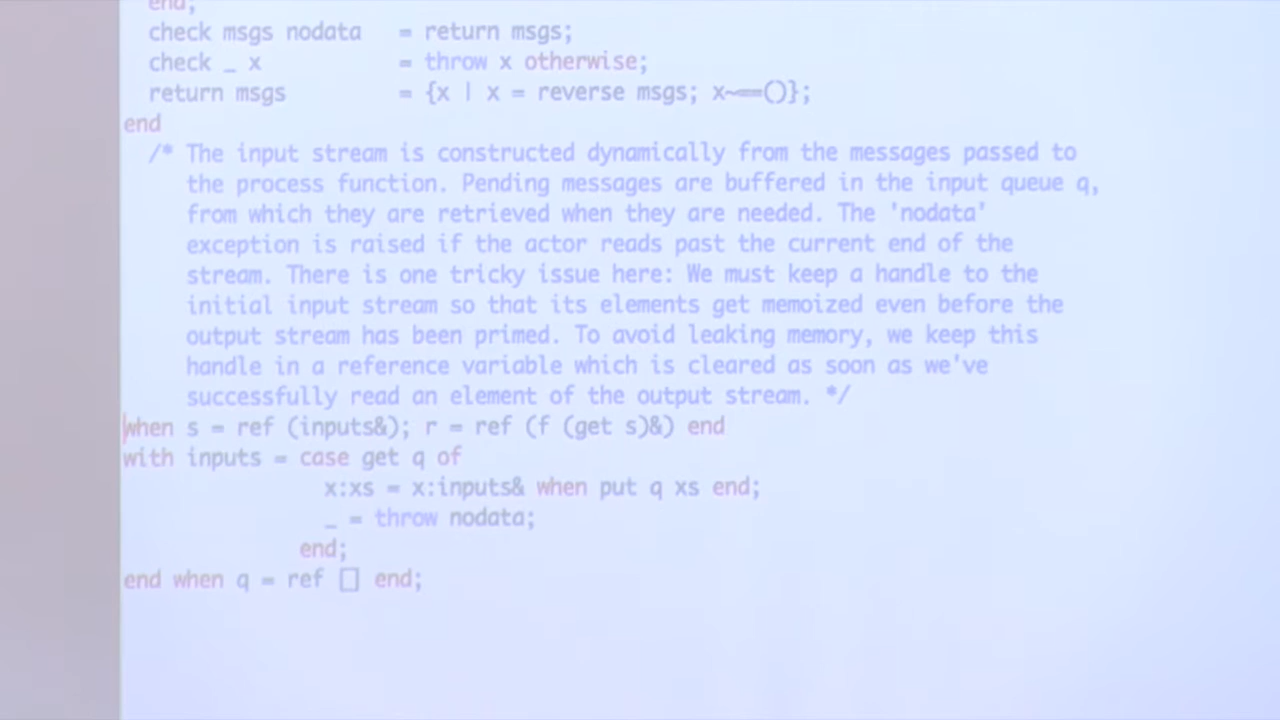 end;
check msgs nodata = return msgs;
check _ x = throw x otherwise;
return msgs = {x | x = reverse msgs; x~==()};
end
/* The input stream is constructed dynamically from the messages passed to
the process function. Pending messages are buffered in the input queue q,
from which they are retrieved when they are needed. The 'nodata'
exception is raised if the actor reads past the current end of the
stream. There is one tricky issue here: We must keep a handle to the
initial input stream so that its elements get memoized even before the
output stream has been primed. To avoid leaking memory, we keep this
handle in a reference variable which is cleared as soon as we've
successfully read an element of the output stream. */
when s = ref (inputs&); r = ref (f (get s)&) end
with inputs = case get q of
x:xs = x:inputs& when put q xs end;
_ = throw nodata;
end;
end when q = ref [] end;